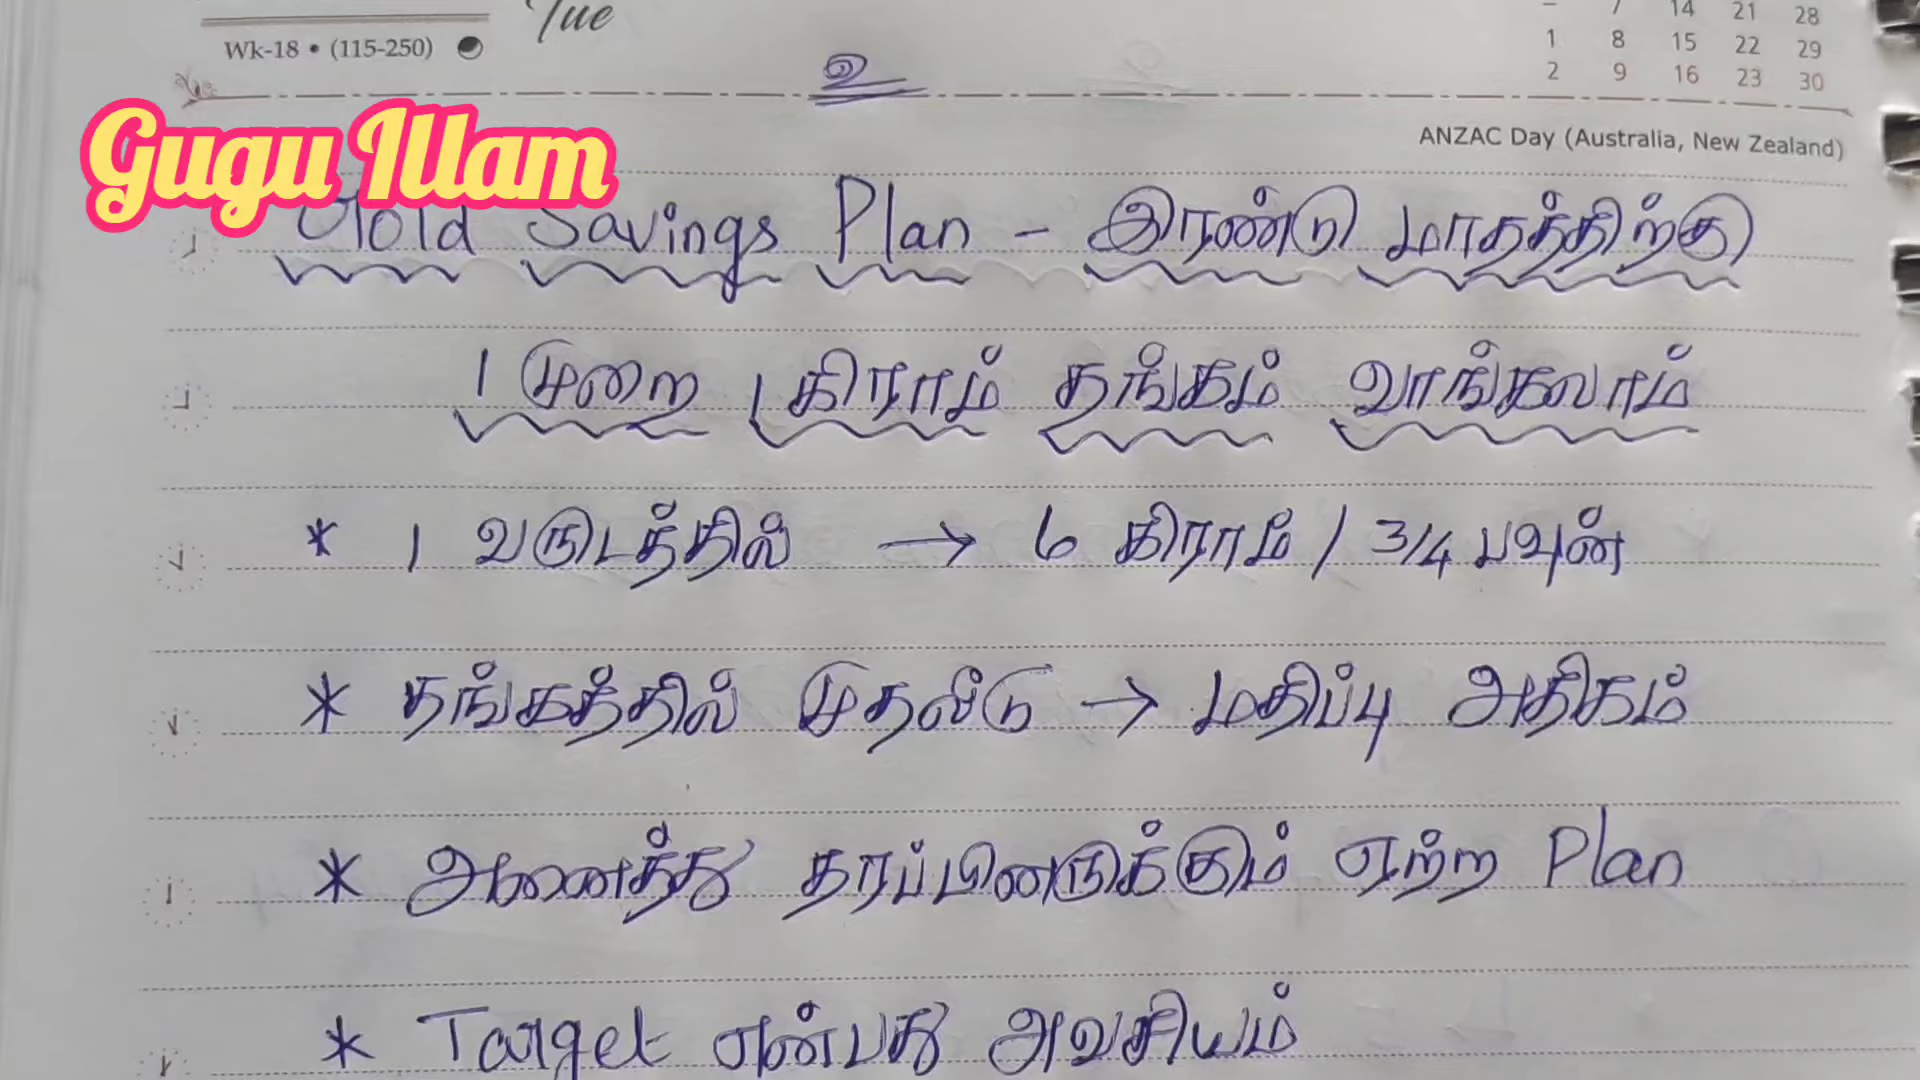 Tue
Wk-18 • (115-250)
7 14 21 28
1 8 15 22 29
2 9 16 23 30
உ
ANZAC Day (Australia, New Zealand)
Gugu Illam
Gold Savings Plan - இரண்டு மாதத்திற்கு
1 முறை 1 கிராம் தங்கம் வாங்கலாம்
* 1 வருடத்தில் → 6 கிராம் / 3/4 பவுன்
* தங்கத்தில் முதலீடு → மதிப்பு அதிகம்
* அனைத்து தரப்பினருக்கும் ஏற்ற Plan
* Target என்பது அவசியம்